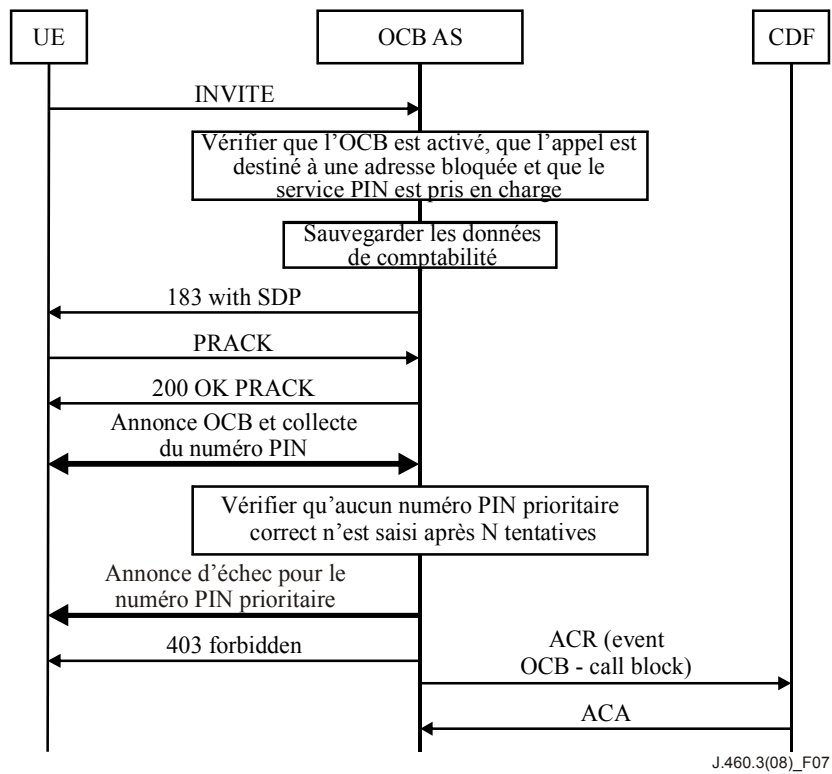 UE
OCB AS
CDF
INVITE
Vérifier que l'OCB est activé, que l'appel est
destiné à une adresse bloquée et que le
service PIN est pris en charge
Sauvegarder les données
de comptabilité
183 with SDP
PRACK
200 OK PRACK
Annonce OCB et collecte
du numéro PIN
Vérifier qu'aucun numéro PIN prioritaire
correct n'est saisi après N tentatives
Annonce d'échec pour le
numéro PIN prioritaire
403 forbidden
ACR (event
OCB - call block)
ACA
J.460.3(08)_F07